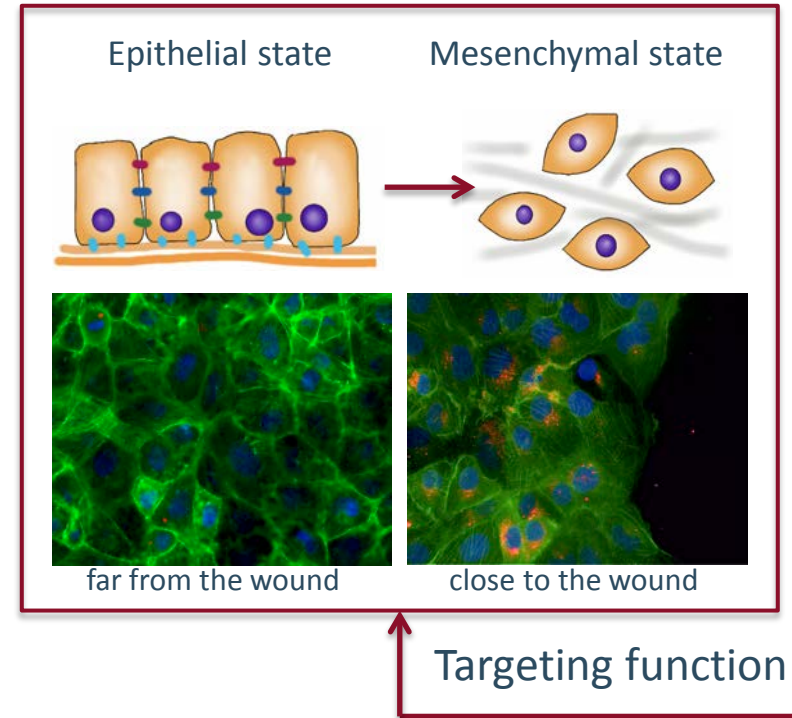 Epithelial state
Mesenchymal state
far from the wound
close to the wound
Targeting function